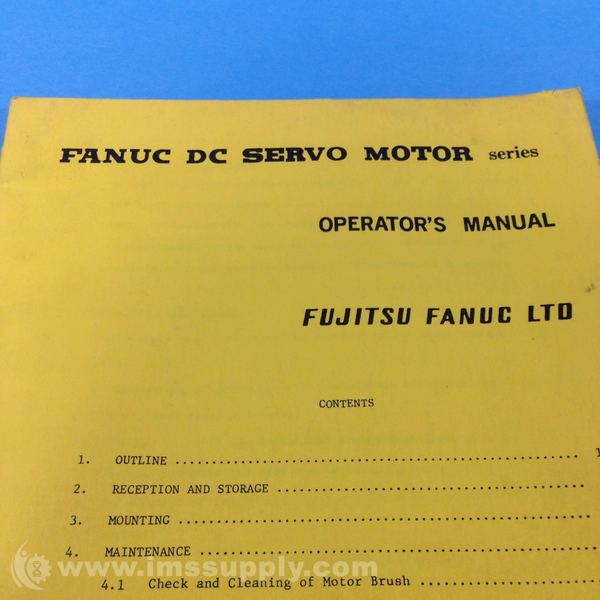 FANUC DC SERVO MOTOR series
OPERATOR'S MANUAL
FUJITSU FANUC LTD
CONTENTS
1. OUTLINE
2. RECEPTION AND STORAGE
3. MOUNTING
4. MAINTENANCE
4.1 Check and Cleaning of Motor Brush
www.imssupply.com